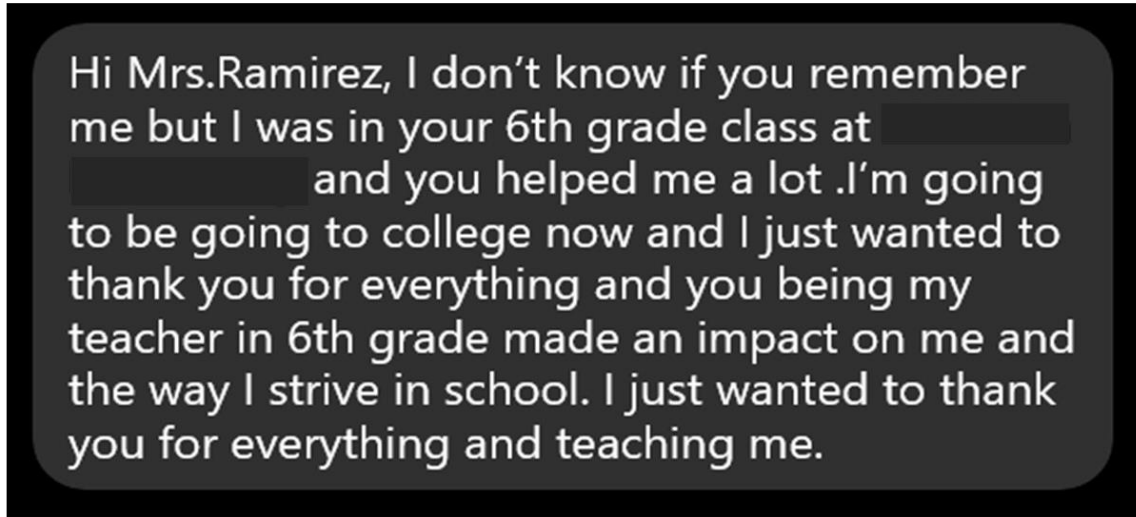 Hi Mrs.Ramirez, I don’t know if you remember
me but I was in your 6th grade class at
and you helped me a lot .I’m going
to be going to college now and I just wanted to
thank you for everything and you being my
teacher in 6th grade made an impact on me and
the way I strive in school. I just wanted to thank
you for everything and teaching me.